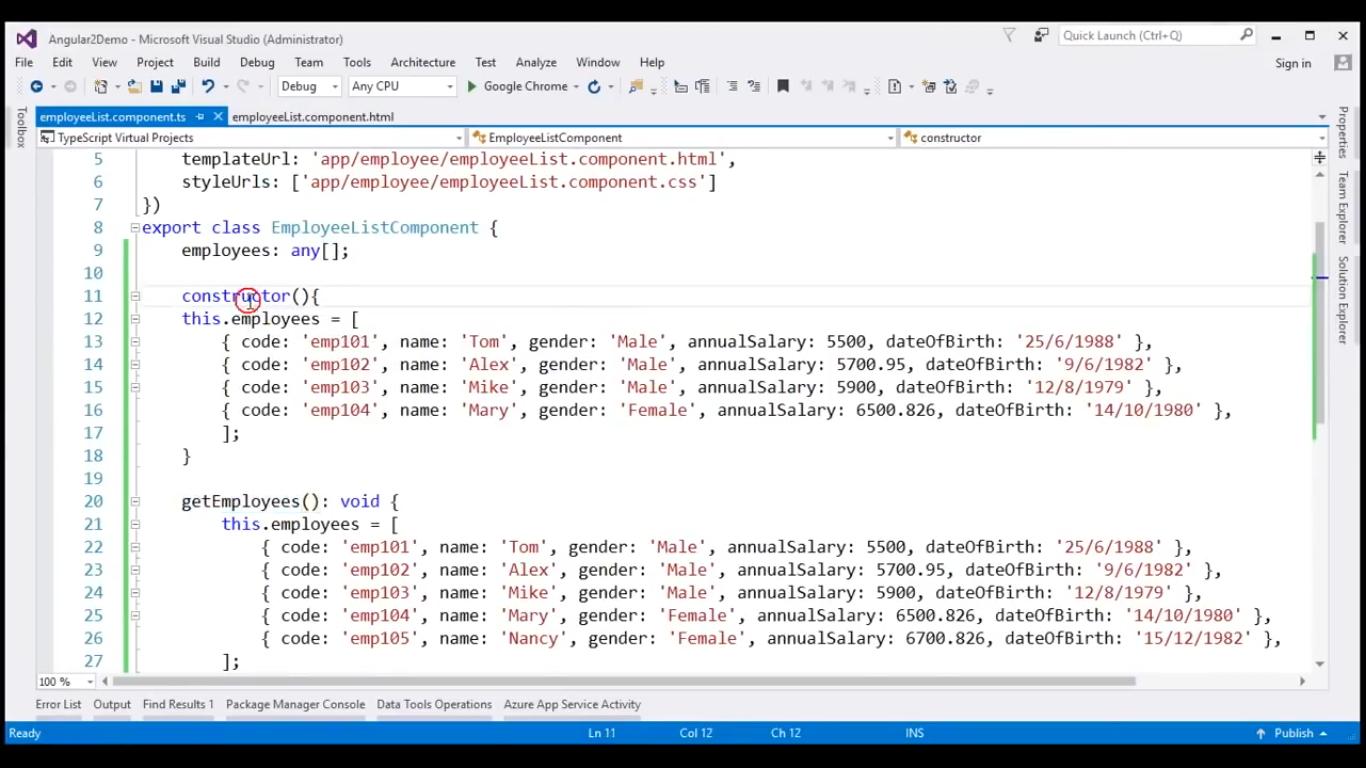 Angular2Demo - Microsoft Visual Studio (Administrator) Quick Launch (Ctrl+Q)
File Edit View Project Build Debug Team Tools Architecture Test Analyze Window Help Sign in
Debug Any CPU Google Chrome
employeeList.component.ts employeeList.component.html
TypeScript Virtual Projects EmployeeListComponent constructor
Toolbox
5 templateUrl: 'app/employee/employeeList.component.html',
6 styleUrls: ['app/employee/employeeList.component.css']
7 })
8 export class EmployeeListComponent {
9 employees: any[];
10
11 constructor(){
12 this.employees = [
13 { code: 'emp101', name: 'Tom', gender: 'Male', annualSalary: 5500, dateOfBirth: '25/6/1988' },
14 { code: 'emp102', name: 'Alex', gender: 'Male', annualSalary: 5700.95, dateOfBirth: '9/6/1982' },
15 { code: 'emp103', name: 'Mike', gender: 'Male', annualSalary: 5900, dateOfBirth: '12/8/1979' },
16 { code: 'emp104', name: 'Mary', gender: 'Female', annualSalary: 6500.826, dateOfBirth: '14/10/1980' },
17 ];
18 }
19
20 getEmployees(): void {
21 this.employees = [
22 { code: 'emp101', name: 'Tom', gender: 'Male', annualSalary: 5500, dateOfBirth: '25/6/1988' },
23 { code: 'emp102', name: 'Alex', gender: 'Male', annualSalary: 5700.95, dateOfBirth: '9/6/1982' },
24 { code: 'emp103', name: 'Mike', gender: 'Male', annualSalary: 5900, dateOfBirth: '12/8/1979' },
25 { code: 'emp104', name: 'Mary', gender: 'Female', annualSalary: 6500.826, dateOfBirth: '14/10/1980' },
26 { code: 'emp105', name: 'Nancy', gender: 'Female', annualSalary: 6700.826, dateOfBirth: '15/12/1982' },
27 ];
Properties
Team Explorer
Solution Explorer
100 %
Error List Output Find Results 1 Package Manager Console Data Tools Operations Azure App Service Activity
Ready Ln 11 Col 12 Ch 12 INS Publish